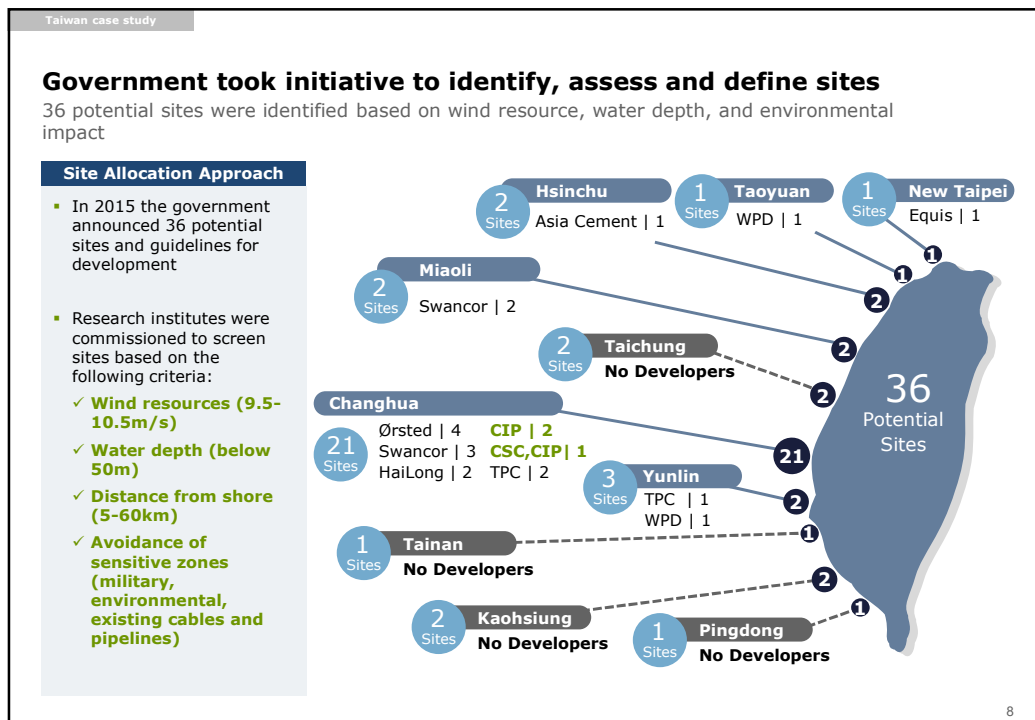 Taiwan case study
Government took initiative to identify, assess and define sites
36 potential sites were identified based on wind resource, water depth, and environmental
impact
Site Allocation Approach
▪ In 2015 the government
announced 36 potential
sites and guidelines for
development
▪ Research institutes were
commissioned to screen
sites based on the
following criteria:
✓ Wind resources (9.5-
10.5m/s)
✓ Water depth (below
50m)
✓ Distance from shore
(5-60km)
✓ Avoidance of
sensitive zones
(military,
environmental,
existing cables and
pipelines)
2
Sites
Hsinchu
Asia Cement | 1
1
Sites
Taoyuan
WPD | 1
1
Sites
New Taipei
Equis | 1
2
Sites
Miaoli
Swancor | 2
2
Sites
Taichung
No Developers
Changhua
21
Sites
Ørsted | 4 CIP | 2
Swancor | 3 CSC,CIP| 1
HaiLong | 2 TPC | 2
3
Sites
Yunlin
TPC | 1
WPD | 1
1
Sites
Tainan
No Developers
2
Sites
Kaohsiung
No Developers
1
Sites
Pingdong
No Developers
1
1
2
2
2
21
2
1
2
1
36
Potential
Sites
8